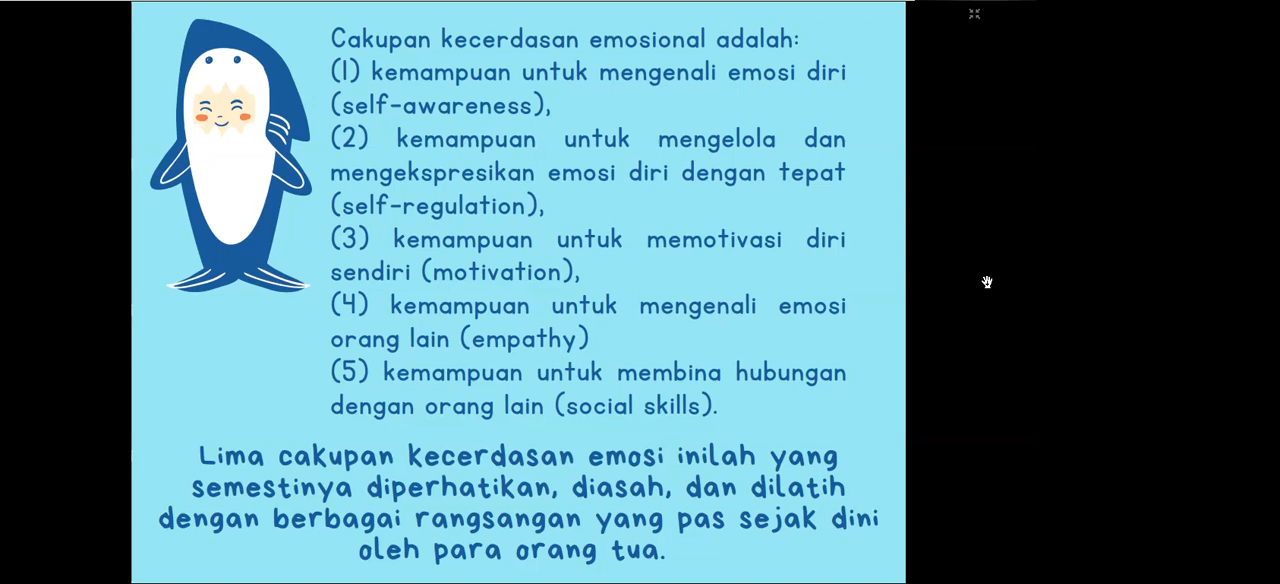 Cakupan kecerdasan emosional adalah:
(1) kemampuan untuk mengenali emosi diri
(self-awareness),
(2) kemampuan untuk mengelola dan
mengekspresikan emosi diri dengan tepat
(self-regulation),
(3) kemampuan untuk memotivasi diri
sendiri (motivation),
(4) kemampuan untuk mengenali emosi
orang lain (empathy)
(5) kemampuan untuk membina hubungan
dengan orang lain (social skills).
Lima cakupan kecerdasan emosi inilah yang
semestinya diperhatikan, diasah, dan dilatih
dengan berbagai rangsangan yang pas sejak dini
oleh para orang tua.